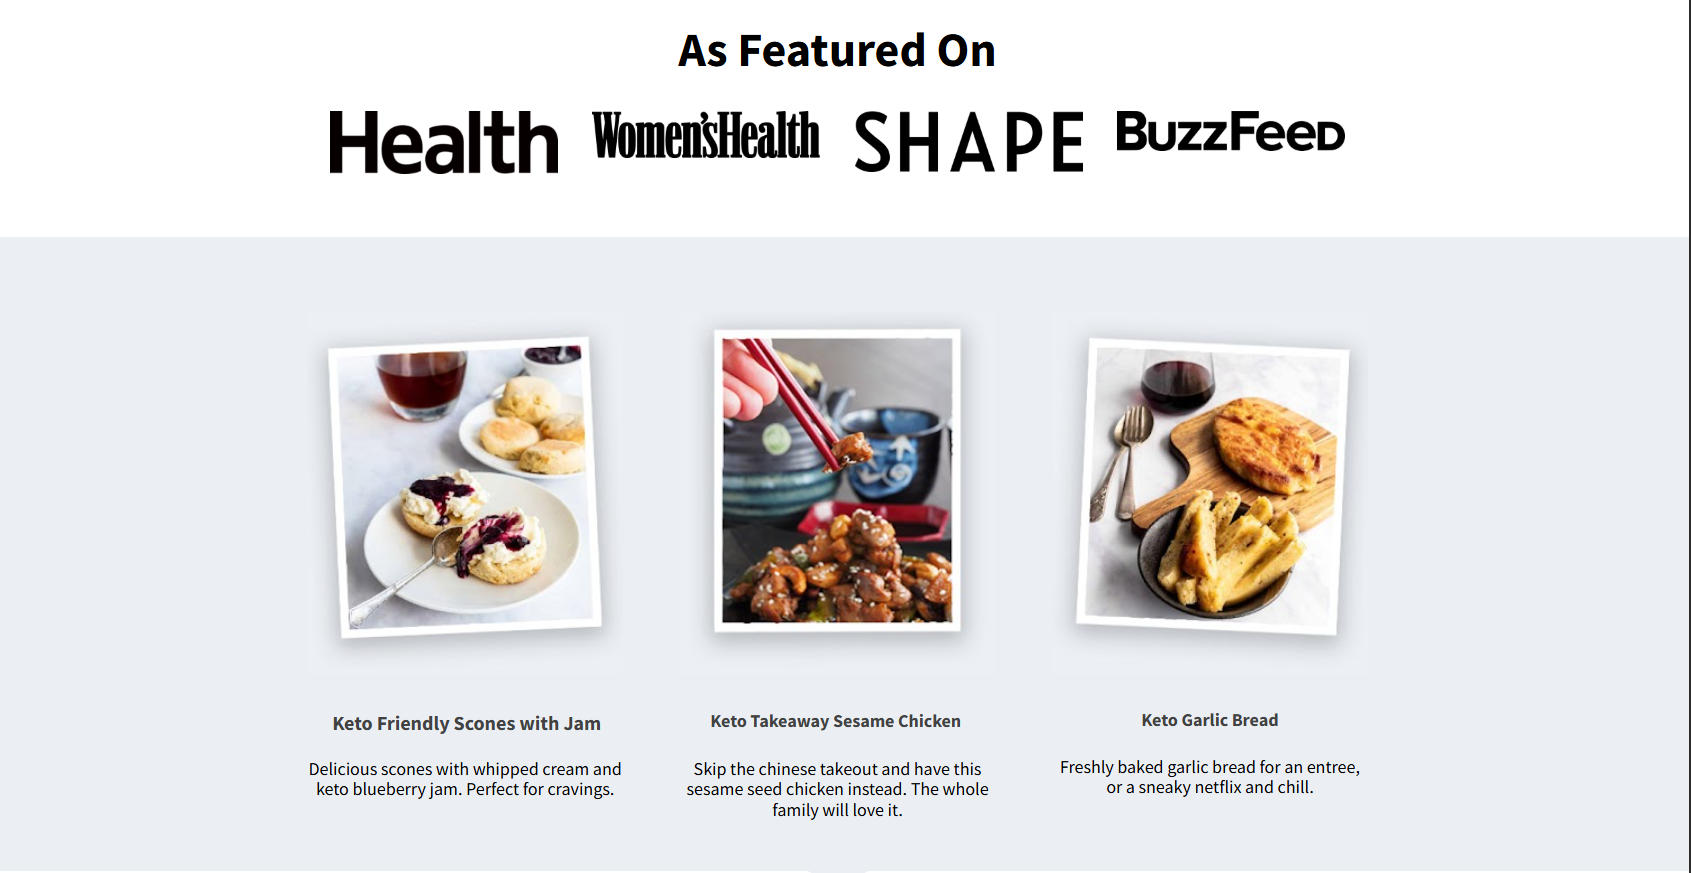 As Featured On
Health
Women'sHealth
SHAPE
BuzzFeeD
Keto Friendly Scones with Jam
Delicious scones with whipped cream and
keto blueberry jam. Perfect for cravings.
Keto Takeaway Sesame Chicken
Skip the chinese takeout and have this
sesame seed chicken instead. The whole
family will love it.
Keto Garlic Bread
Freshly baked garlic bread for an entree,
or a sneaky netflix and chill.